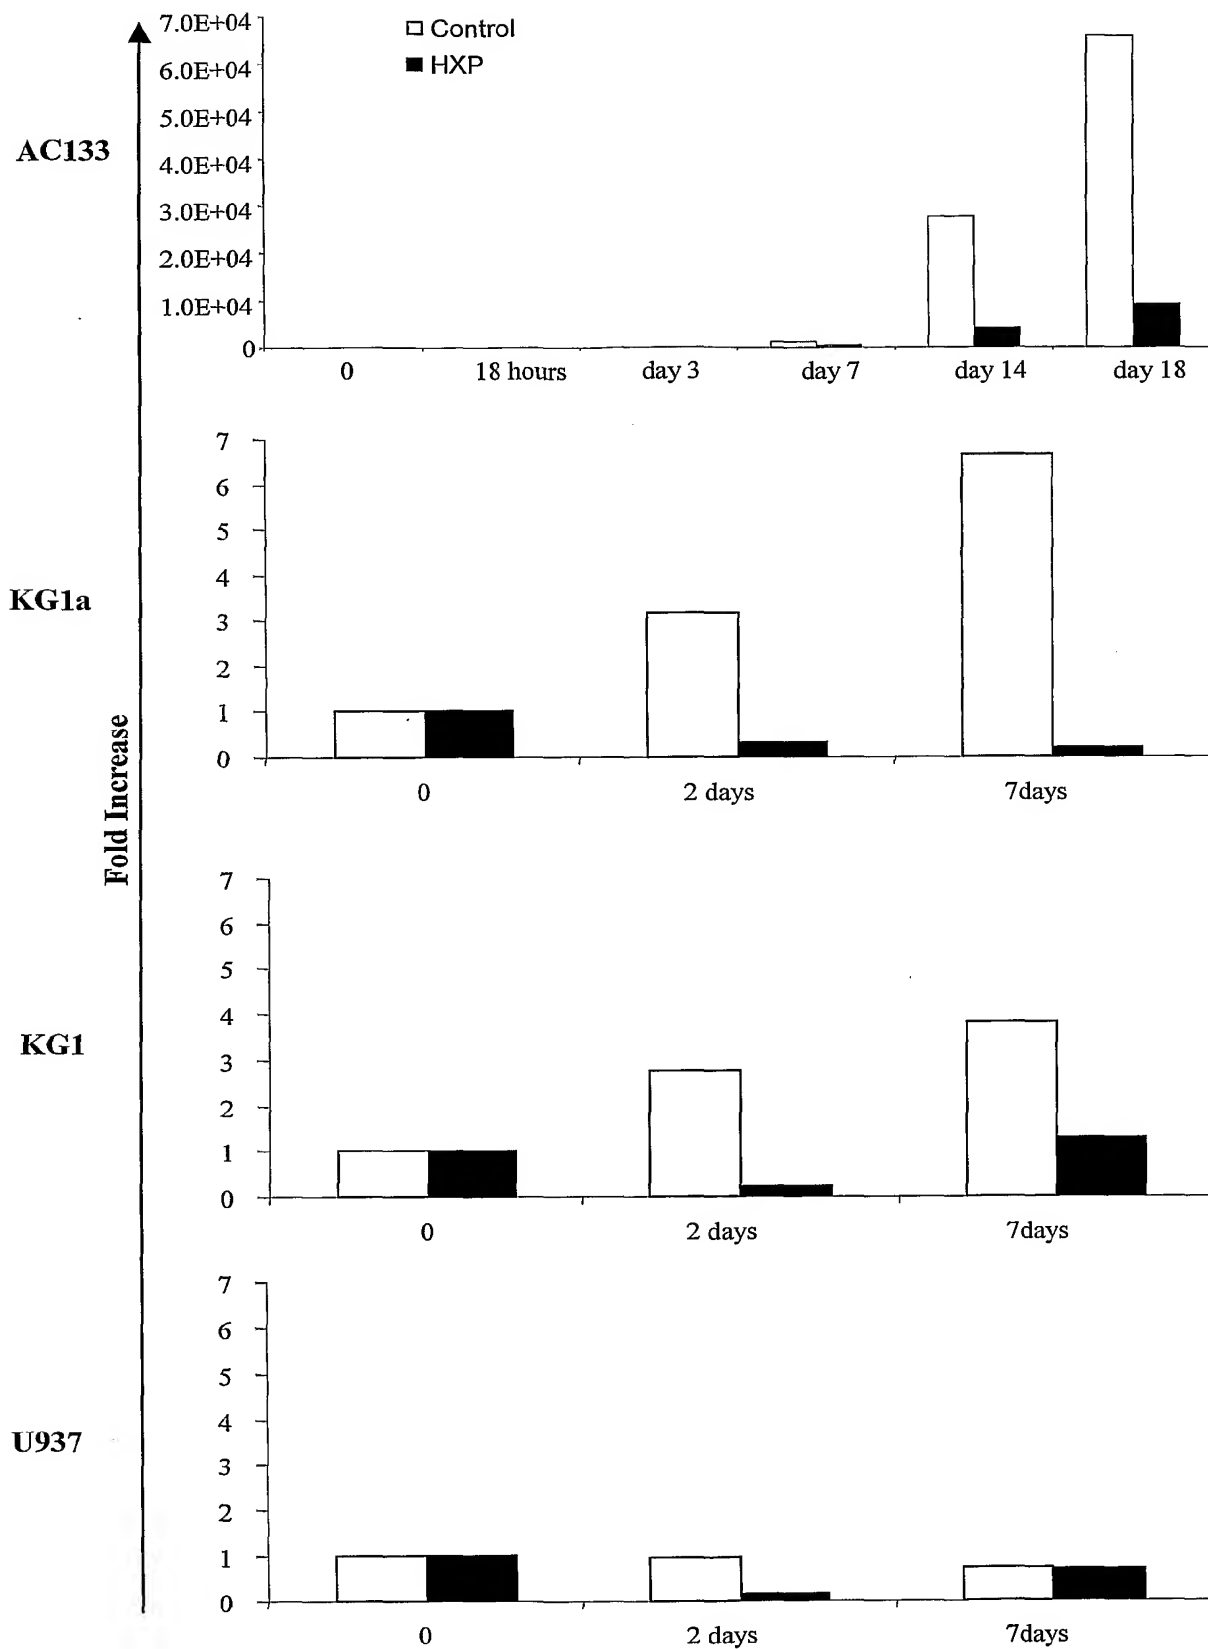 7.0E+04
Control
HXP
6.0E+04
5.0E+04
AC133
4.0E+04
3.0E+04
2.0E+04
1.0E+04
0
0 18 hours day 3 day 7 day 14 day 18
7
6
5
4
KG1a
3
2
1
0
0 2 days 7days
Fold Increase
7
6
5
4
KG1
3
2
1
0
0 2 days 7days
7
6
5
4
U937
3
2
1
0
0 2 days 7days